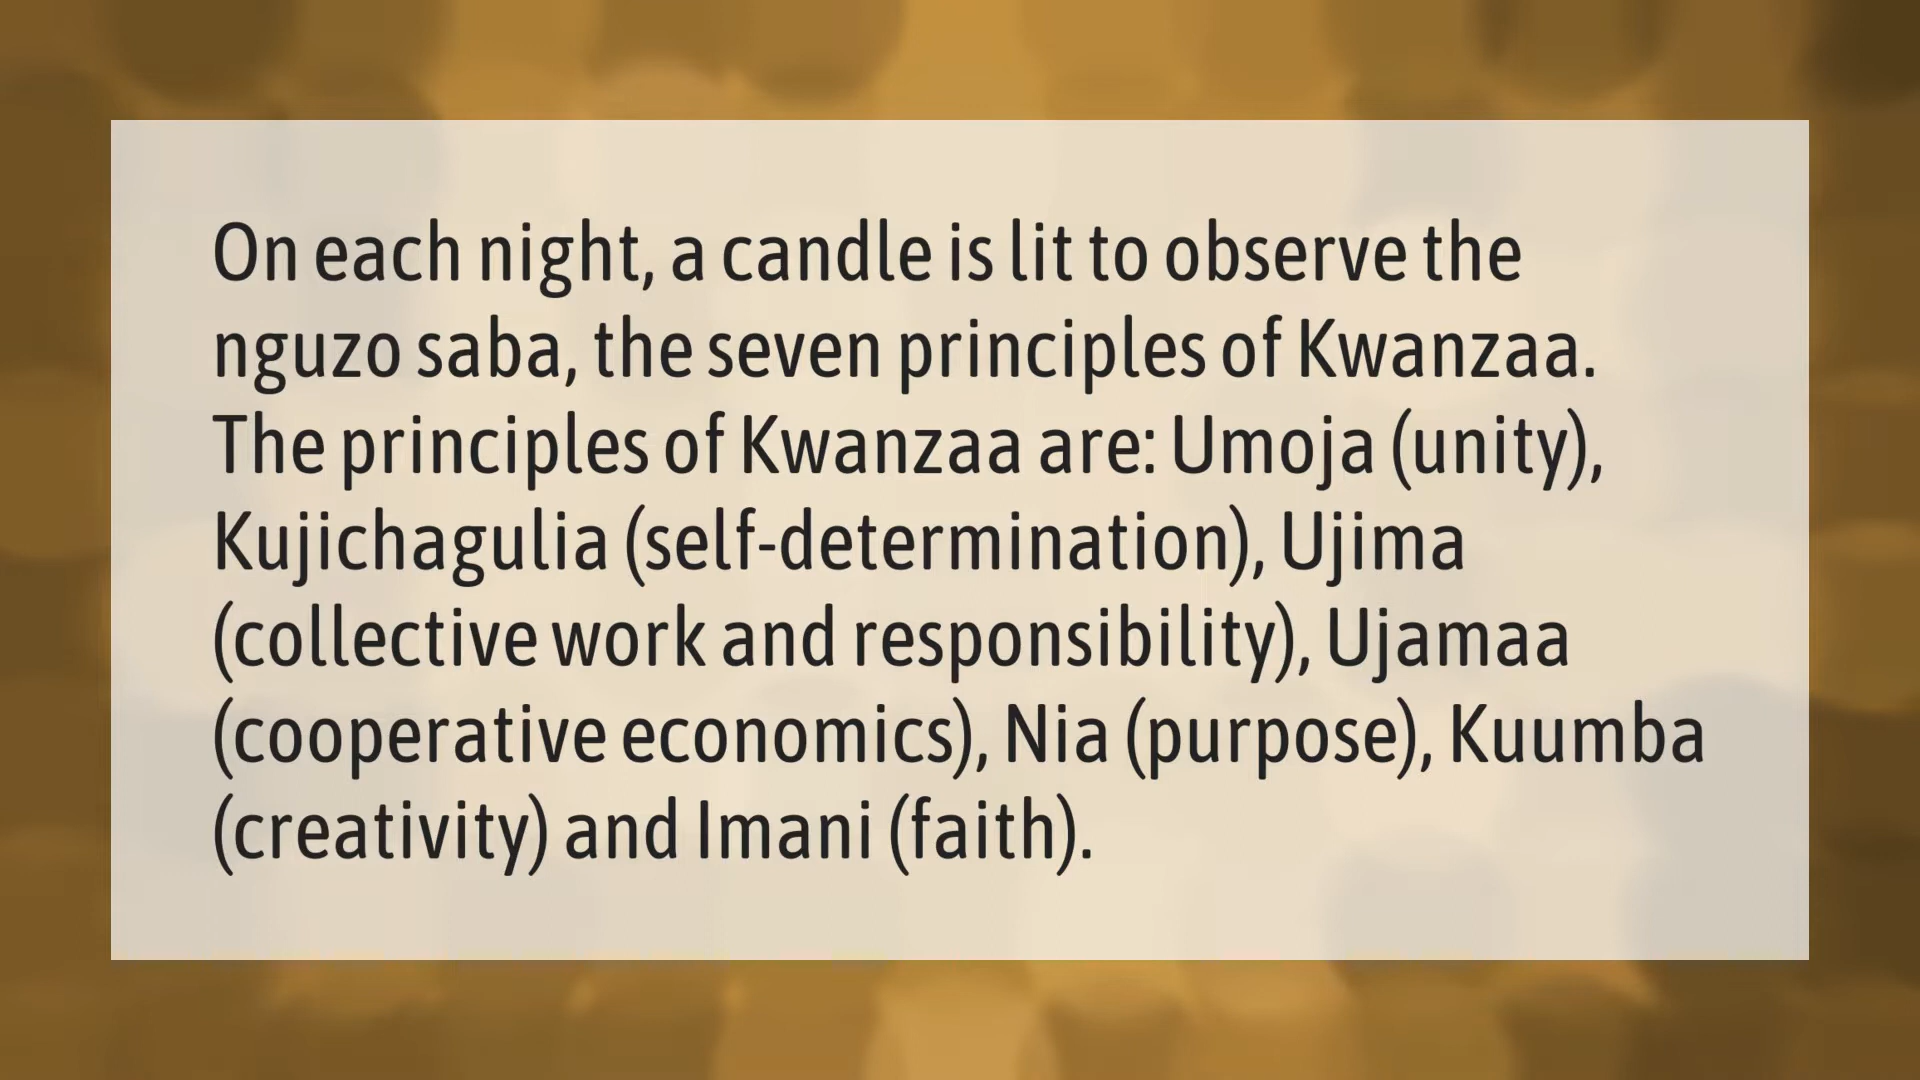 On each night, a candle is lit to observe the
nguzo saba, the seven principles of Kwanzaa.
The principles of Kwanzaa are: Umoja (unity),
Kujichagulia (self-determination), Ujima
(collective work and responsibility), Ujamaa
(cooperative economics), Nia (purpose), Kuumba
(creativity) and Imani (faith).